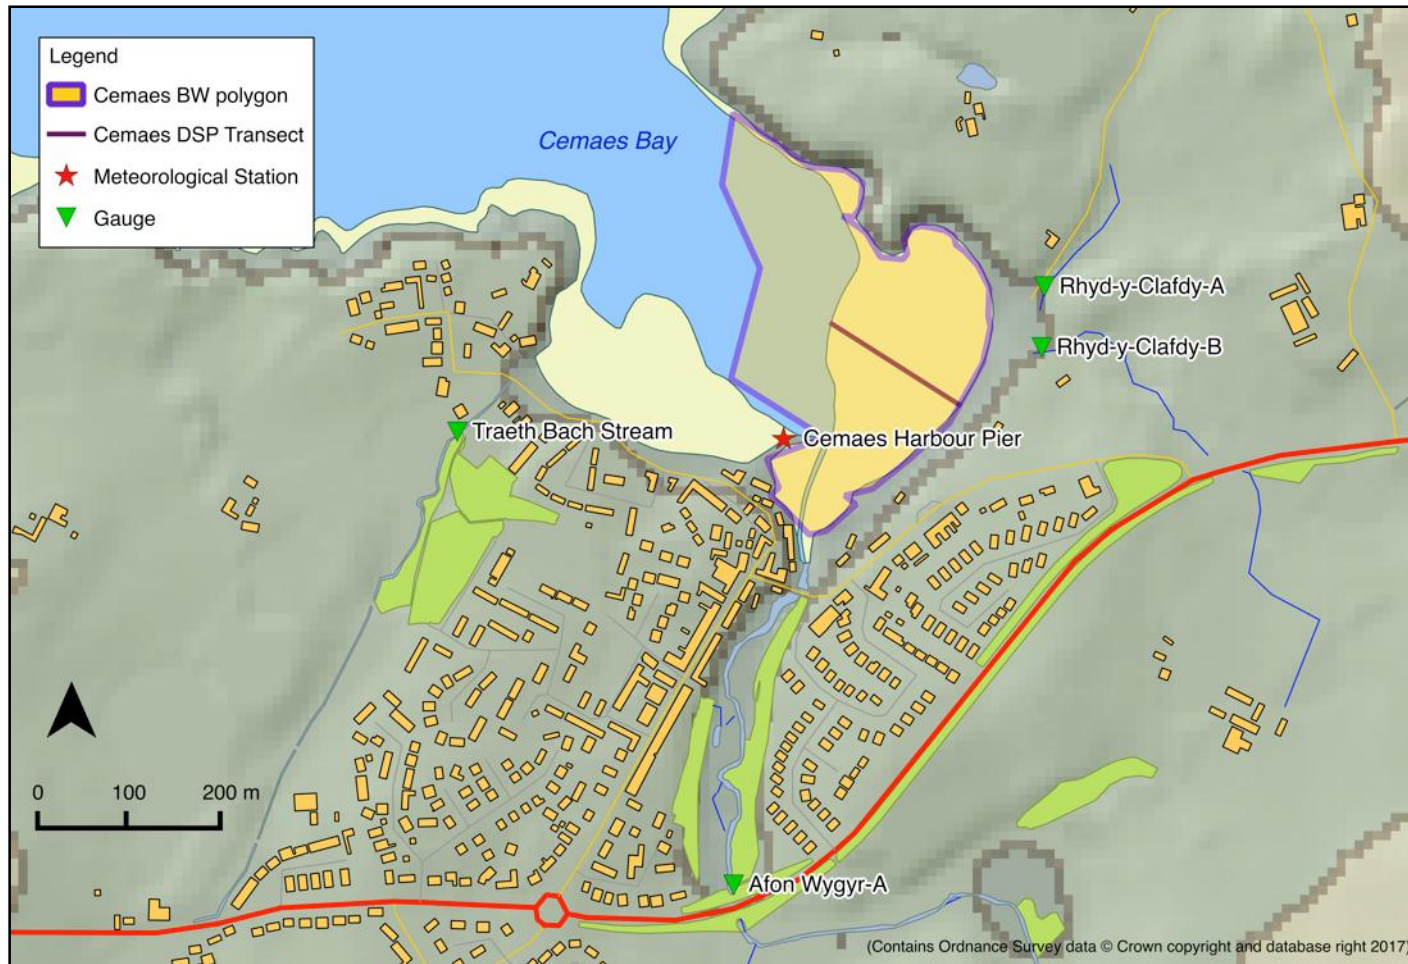 Legend
Cemaes BW polygon
Cemaes DSP Transect
Meteorological Station
Gauge
Cemaes Bay
Rhyd-y-Clafdy-A
Rhyd-y-Clafdy-B
Traeth Bach Stream
Cemaes Harbour Pier
0 100 200 m
Afon Wygyr-A
(Contains Ordnance Survey data © Crown copyright and database right 2017)